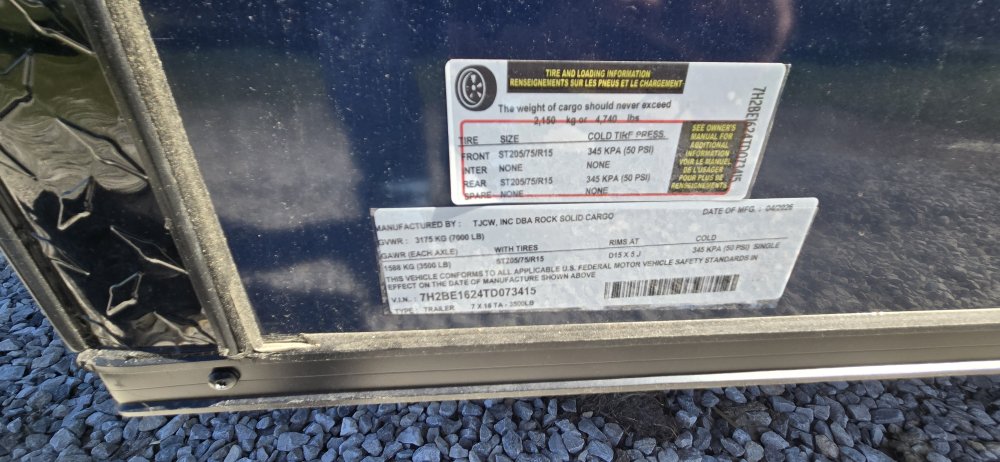 TIRE AND LOADING INFORMATION
RENSEIGNEMENTS SUR LES PNEUS ET LE CHARGEMENT
The weight of cargo should never exceed
2,150 kg or 4,740 lbs
TIRE SIZE COLD TIRE PRESS.
FRONT ST205/75/R15 345 KPA (50 PSI)
INTER NONE NONE
REAR ST205/75/R15 345 KPA (50 PSI)
SPARE NONE NONE
SEE OWNER'S
MANUAL FOR
ADDITIONAL
INFORMATION
VOIR LE MANUEL
DE L'USAGER
POUR PLUS DE
RENSEIGNEMENTS
7H2BE1624TD073415
MANUFACTURED BY : TJCW, INC DBA ROCK SOLID CARGO DATE OF MFG. : 04/2026
GVWR : 3175 KG (7000 LB)
GAWR (EACH AXLE) WITH TIRES RIMS AT COLD
1588 KG (3500 LB) ST205/75/R15 D15 X 5 J 345 KPA (50 PSI) SINGLE
THIS VEHICLE CONFORMS TO ALL APPLICABLE U.S. FEDERAL MOTOR VEHICLE SAFETY STANDARDS IN
EFFECT ON THE DATE OF MANUFACTURE SHOWN ABOVE
V.I.N. : 7H2BE1624TD073415
TYPE : TRAILER 7 X 16 TA - 3500LB